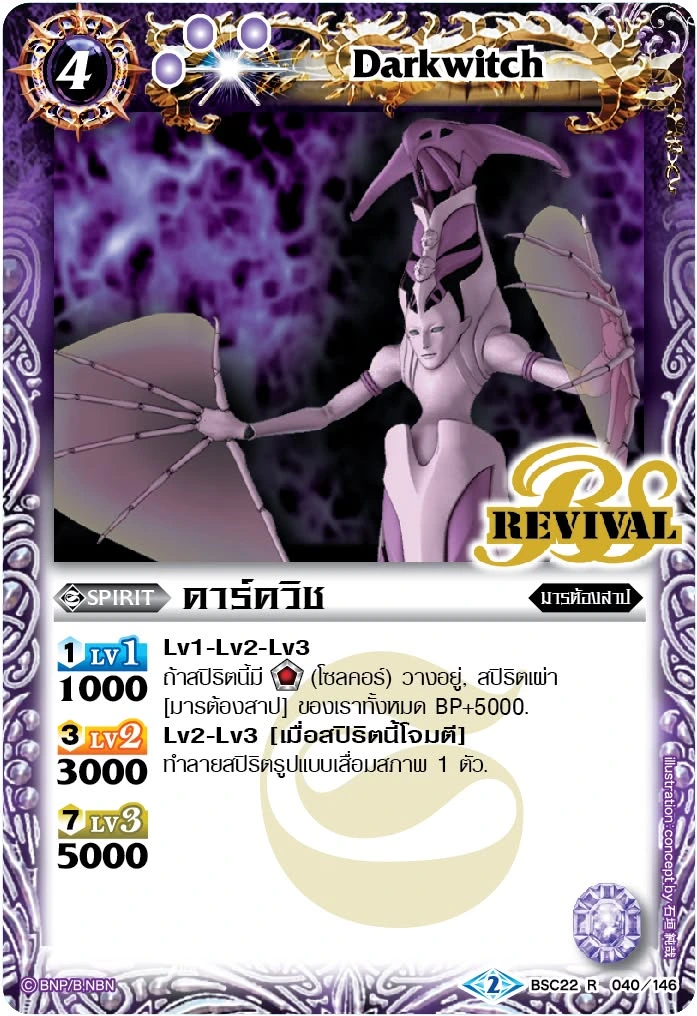 4
Darkwitch
BS
REVIVAL
SPIRIT
ดาร์ควิช
มารต้องสาป
1 LV1
1000
3 LV2
3000
7 LV3
5000
Lv1-Lv2-Lv3
ถ้าสปิริตนี้มี (โซลคอร์) วางอยู่, สปิริตเผ่า
[มารต้องสาป] ของเราทั้งหมด BP+5000.
Lv2-Lv3 [เมื่อสปิริตนี้โจมตี]
ทำลายสปิริตรูปแบบเสื่อมสภาพ 1 ตัว.
illustration:concept by 石垣 純哉
©BNP/B.NBN
2
BSC22 R 040/146